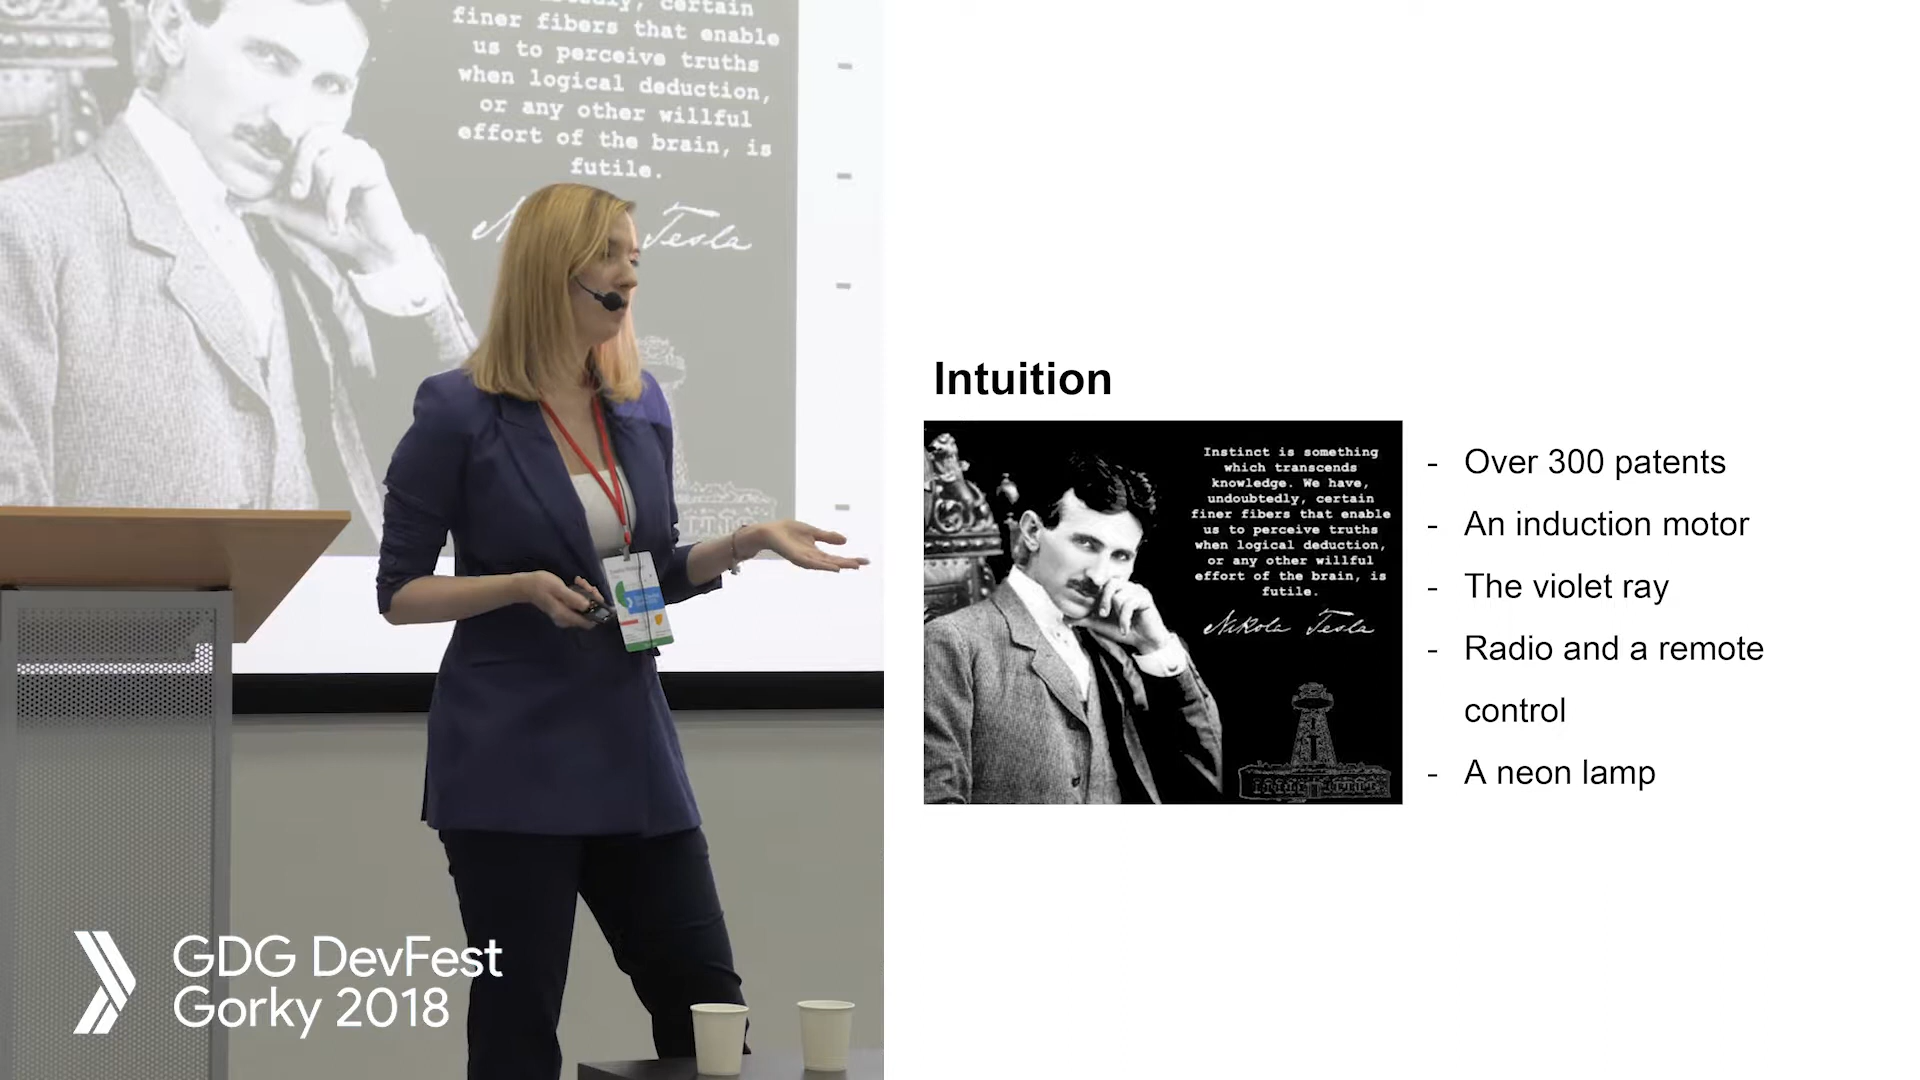 certain
finer fibers that enable
us to perceive truths
when logical deduction,
or any other willful
effort of the brain, is
futile.
Tesla
GDG DevFest
Gorky 2018
Intuition
Instinct is something
which transcends
knowledge. We have,
undoubtedly, certain
finer fibers that enable
us to perceive truths
when logical deduction,
or any other willful
effort of the brain, is
futile.
Nikola Tesla
- Over 300 patents
- An induction motor
- The violet ray
- Radio and a remote
control
- A neon lamp